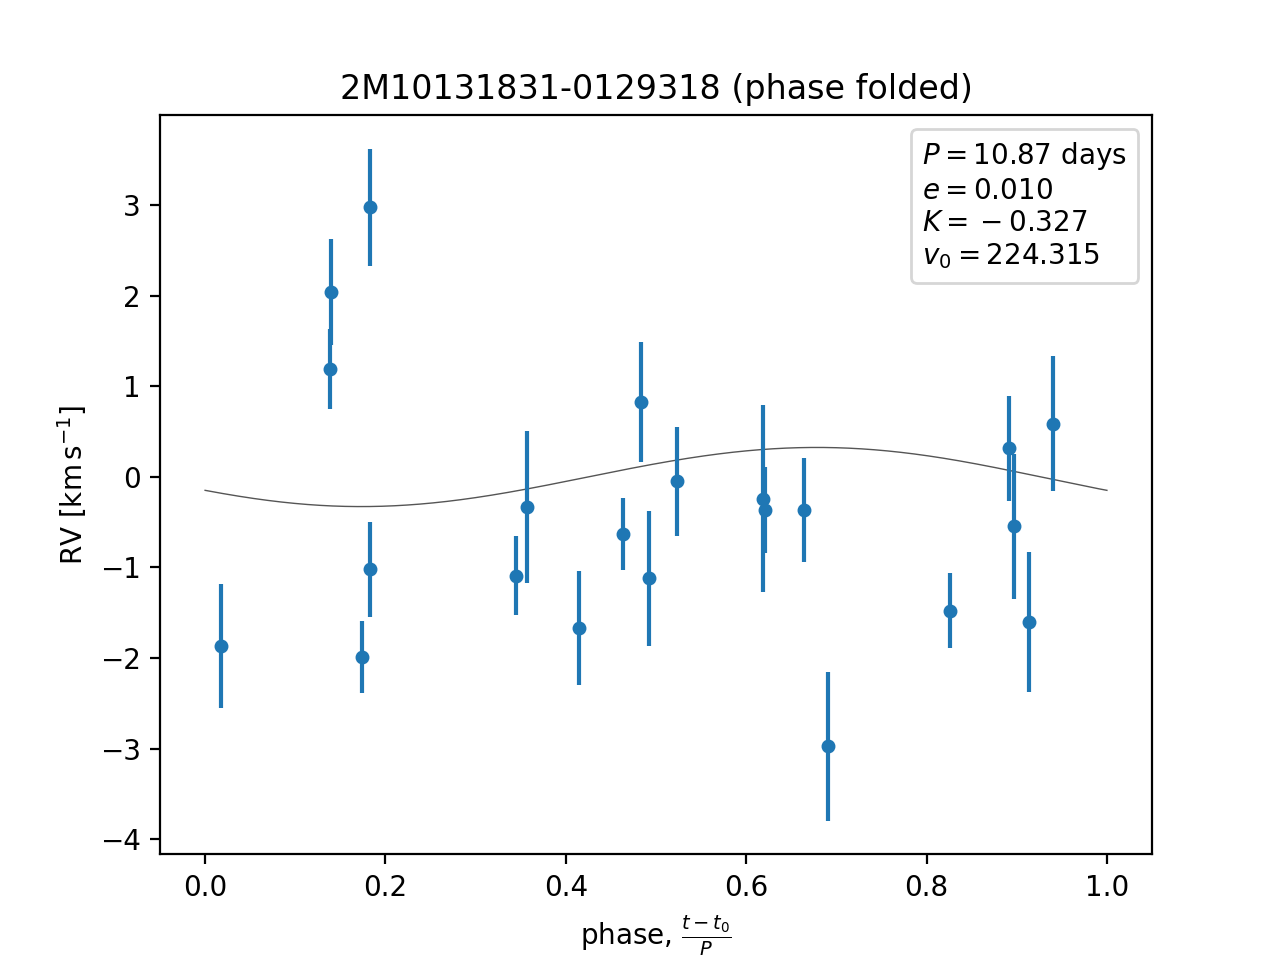 2M10131831-0129318 (phase folded)
P = 10.87 days
e = 0.010
K = −0.327
v₀ = 224.315
RV [km s⁻¹]
3
2
1
0
−1
−2
−3
−4
0.0 0.2 0.4 0.6 0.8 1.0
phase, (t − t₀)/P